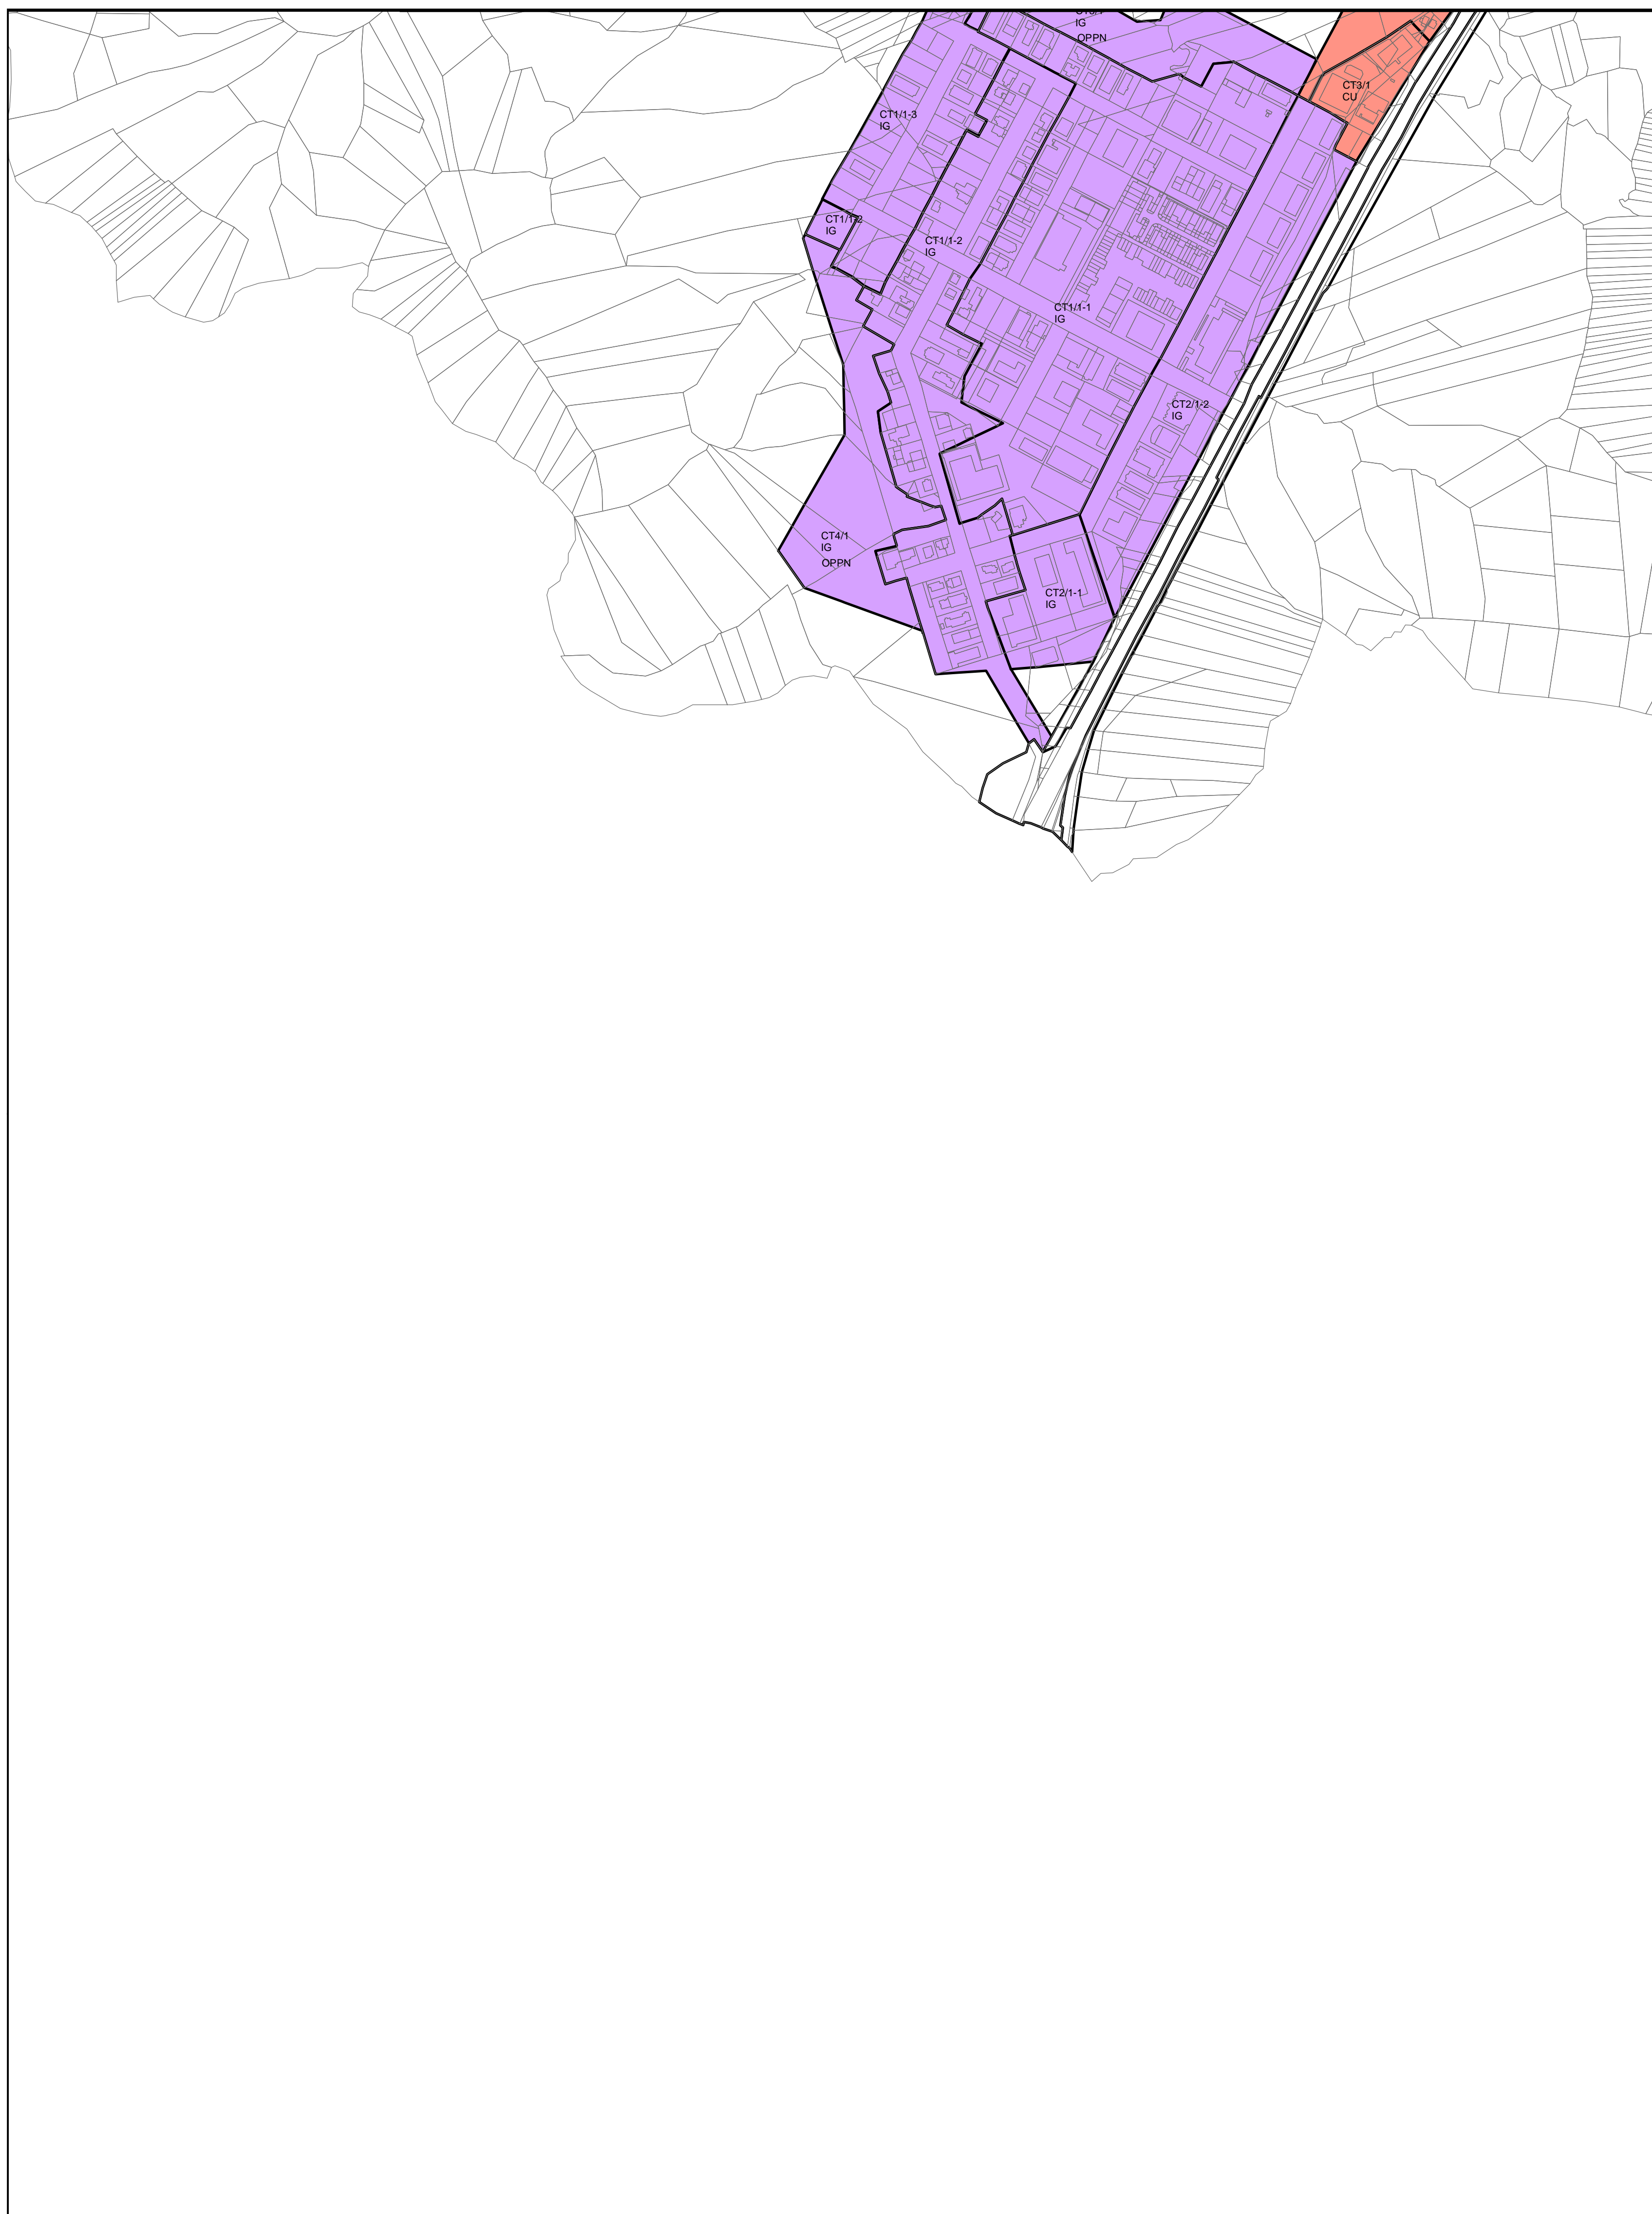 IG
OPPN
CT3/1
CU
CT1/1-3
IG
CT1/1-2
IG
CT1/1-2
IG
CT1/1-1
IG
CT2/1-2
IG
CT4/1
IG
OPPN
CT2/1-1
IG